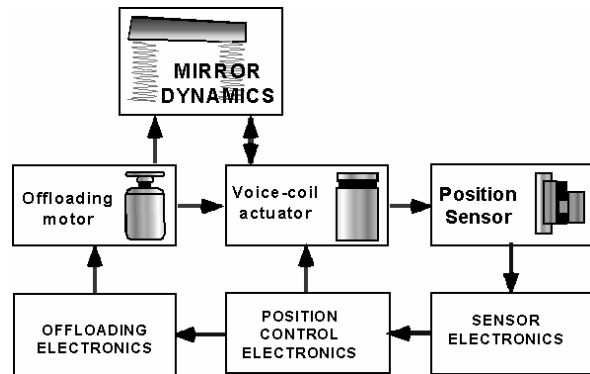 MIRROR
DYNAMICS
Offloading
motor
Voice-coil
actuator
Position
Sensor
OFFLOADING
ELECTRONICS
POSITION
CONTROL
ELECTRONICS
SENSOR
ELECTRONICS